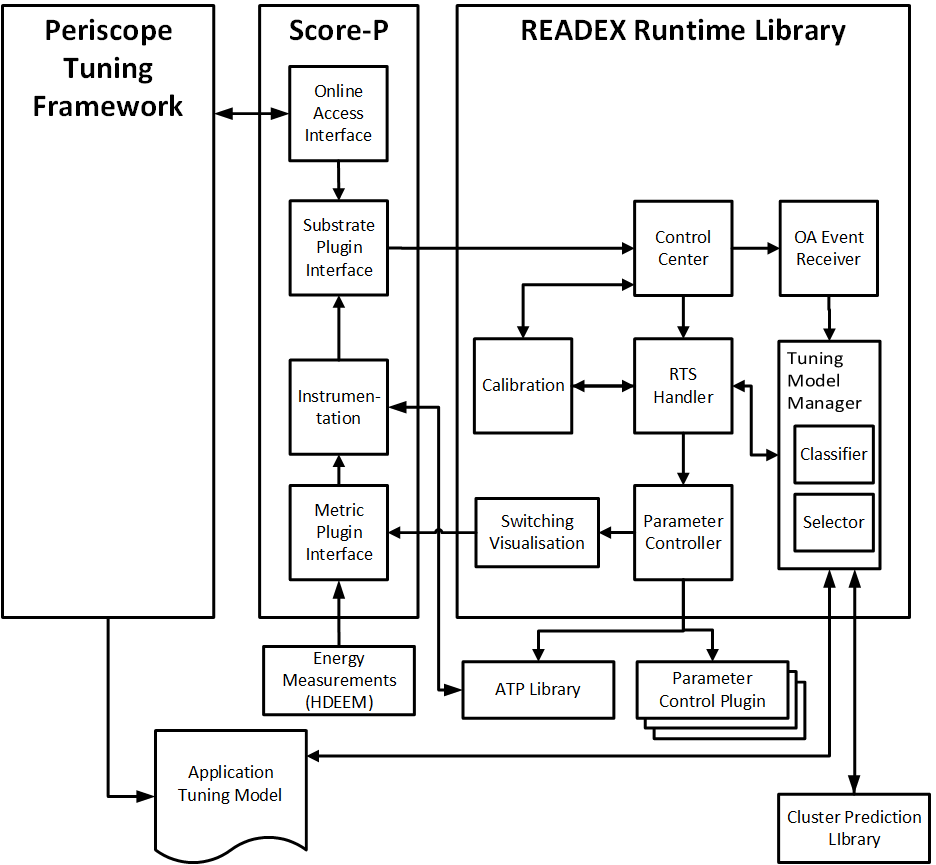 Periscope
Tuning
Framework
Score-P
READEX Runtime Library
Online
Access
Interface
Substrate
Plugin
Interface
Control
Center
OA Event
Receiver
Instrumen-
tation
Calibration
RTS
Handler
Tuning
Model
Manager
Classifier
Selector
Metric
Plugin
Interface
Switching
Visualisation
Parameter
Controller
Energy
Measurements
(HDEEM)
ATP Library
Parameter
Control Plugin
Application
Tuning Model
Cluster Prediction
LIbrary